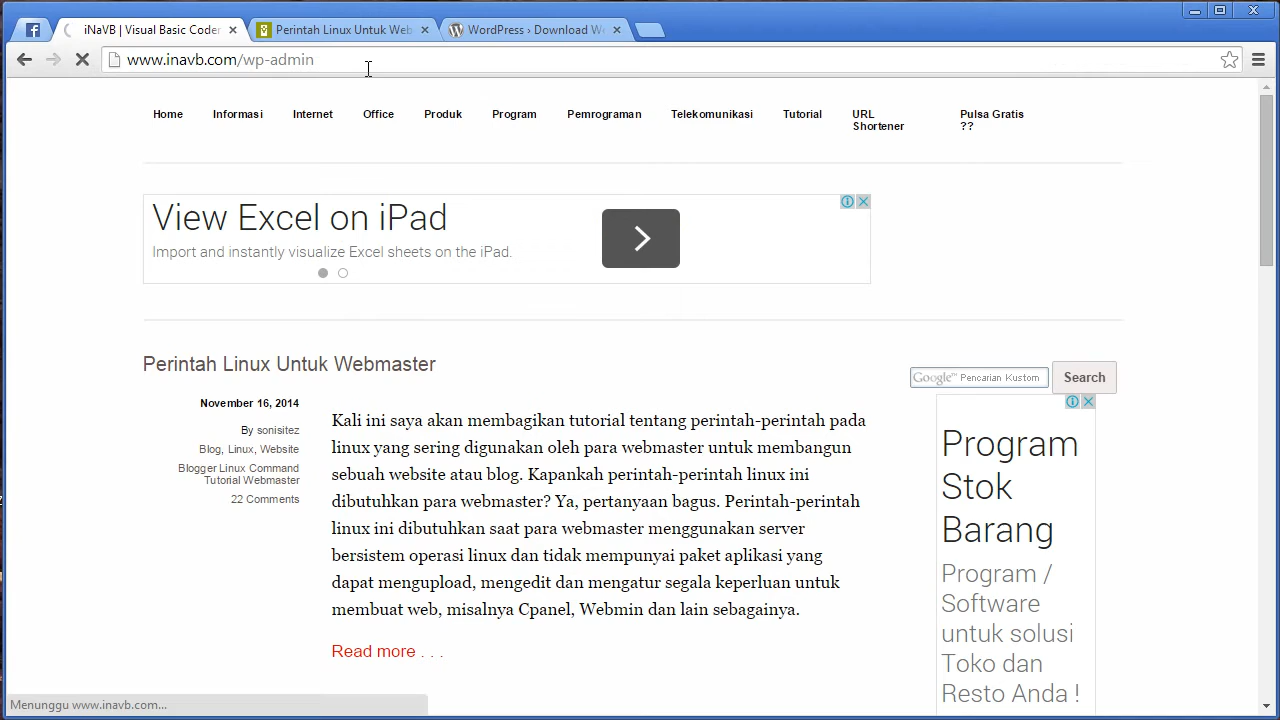 iNaVB | Visual Basic Coder
Perintah Linux Untuk Web
WordPress › Download Wo
www.inavb.com/wp-admin
Home
Informasi
Internet
Office
Produk
Program
Pemrograman
Telekomunikasi
Tutorial
URL
Shortener
Pulsa Gratis
??
View Excel on iPad
Import and instantly visualize Excel sheets on the iPad.
Perintah Linux Untuk Webmaster
November 16, 2014
By sonisitez
Blog, Linux, Website
Blogger Linux Command
Tutorial Webmaster
22 Comments
Kali ini saya akan membagikan tutorial tentang perintah-perintah pada
linux yang sering digunakan oleh para webmaster untuk membangun
sebuah website atau blog. Kapankah perintah-perintah linux ini
dibutuhkan para webmaster? Ya, pertanyaan bagus. Perintah-perintah
linux ini dibutuhkan saat para webmaster menggunakan server
bersistem operasi linux dan tidak mempunyai paket aplikasi yang
dapat mengupload, mengedit dan mengatur segala keperluan untuk
membuat web, misalnya Cpanel, Webmin dan lain sebagainya.
Read more . . .
Google™ Pencarian Kustom
Search
Program
Stok
Barang
Program /
Software
untuk solusi
Toko dan
Resto Anda !
Menunggu www.inavb.com...